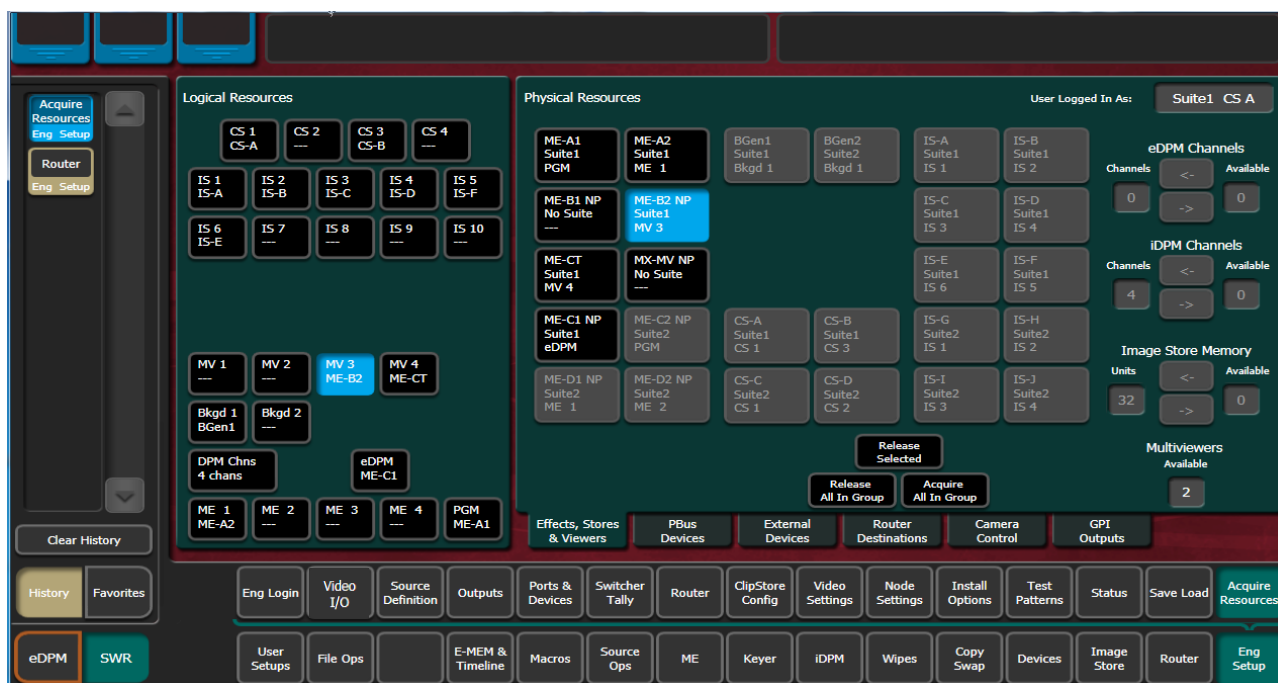 Acquire
Resources
Eng Setup
Router
Eng Setup
Clear History
History
Favorites
eDPM
SWR
Logical Resources
CS 1
CS-A
CS 2
---
CS 3
CS-B
CS 4
---
IS 1
IS-A
IS 2
IS-B
IS 3
IS-C
IS 4
IS-D
IS 5
IS-F
IS 6
IS-E
IS 7
---
IS 8
---
IS 9
---
IS 10
---
MV 1
---
MV 2
---
MV 3
ME-B2
MV 4
ME-CT
Bkgd 1
BGen1
Bkgd 2
---
DPM Chns
4 chans
eDPM
ME-C1
ME 1
ME-A2
ME 2
---
ME 3
---
ME 4
---
PGM
ME-A1
Physical Resources
User Logged In As:
Suite1 CS A
ME-A1
Suite1
PGM
ME-A2
Suite1
ME 1
BGen1
Suite1
Bkgd 1
BGen2
Suite2
Bkgd 1
IS-A
Suite1
IS 1
IS-B
Suite1
IS 2
ME-B1 NP
No Suite
---
ME-B2 NP
Suite1
MV 3
IS-C
Suite1
IS 3
IS-D
Suite1
IS 4
ME-CT
Suite1
MV 4
MX-MV NP
No Suite
---
IS-E
Suite1
IS 6
IS-F
Suite1
IS 5
ME-C1 NP
Suite1
eDPM
ME-C2 NP
Suite2
PGM
CS-A
Suite1
CS 1
CS-B
Suite1
CS 3
IS-G
Suite2
IS 1
IS-H
Suite2
IS 2
ME-D1 NP
Suite2
ME 1
ME-D2 NP
Suite2
ME 2
CS-C
Suite2
CS 1
CS-D
Suite2
CS 2
IS-I
Suite2
IS 3
IS-J
Suite2
IS 4
Release
Selected
Release
All In Group
Acquire
All In Group
eDPM Channels
Channels
<-
Available
0
->
0
iDPM Channels
Channels
<-
Available
4
->
0
Image Store Memory
Units
<-
Available
32
->
0
Multiviewers
Available
2
Effects, Stores
& Viewers
PBus
Devices
External
Devices
Router
Destinations
Camera
Control
GPI
Outputs
Eng Login
Video
I/O
Source
Definition
Outputs
Ports &
Devices
Switcher
Tally
Router
ClipStore
Config
Video
Settings
Node
Settings
Install
Options
Test
Patterns
Status
Save Load
Acquire
Resources
User
Setups
File Ops
E-MEM &
Timeline
Macros
Source
Ops
ME
Keyer
iDPM
Wipes
Copy
Swap
Devices
Image
Store
Router
Eng
Setup